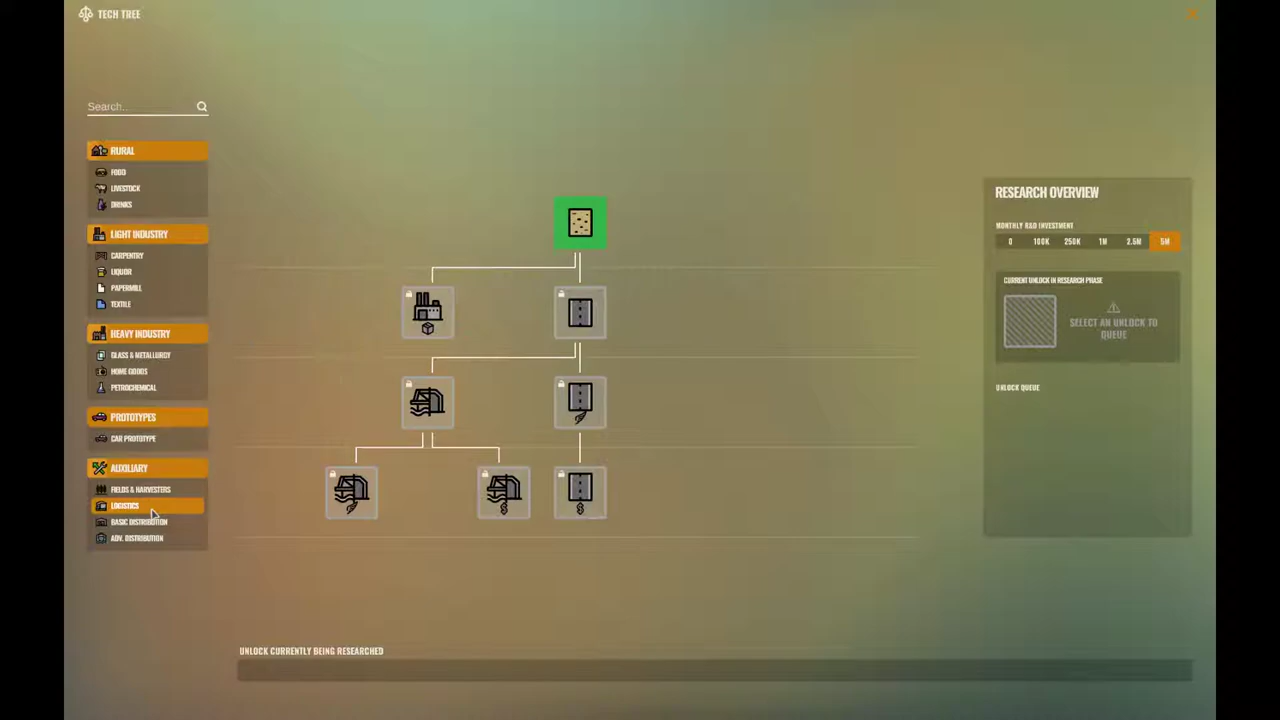 TECH TREE
Search...
RURAL
FOOD
LIVESTOCK
DRINKS
LIGHT INDUSTRY
CARPENTRY
LIQUOR
PAPERMILL
TEXTILE
HEAVY INDUSTRY
GLASS & METALLURGY
HOME GOODS
PETROCHEMICAL
PROTOTYPES
CAR PROTOTYPE
AUXILIARY
FIELDS & HARVESTERS
LOGISTICS
BASIC DISTRIBUTION
ADV. DISTRIBUTION
RESEARCH OVERVIEW
MONTHLY R&D INVESTMENT
0 100K 250K 1M 2.5M 5M
CURRENT UNLOCK IN RESEARCH PHASE
SELECT AN UNLOCK TO
QUEUE
UNLOCK QUEUE
UNLOCK CURRENTLY BEING RESEARCHED